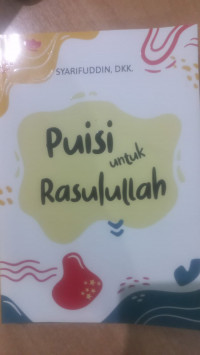 SYARIFUDDIN, DKK.
Puisi
untuk
Rasulullah